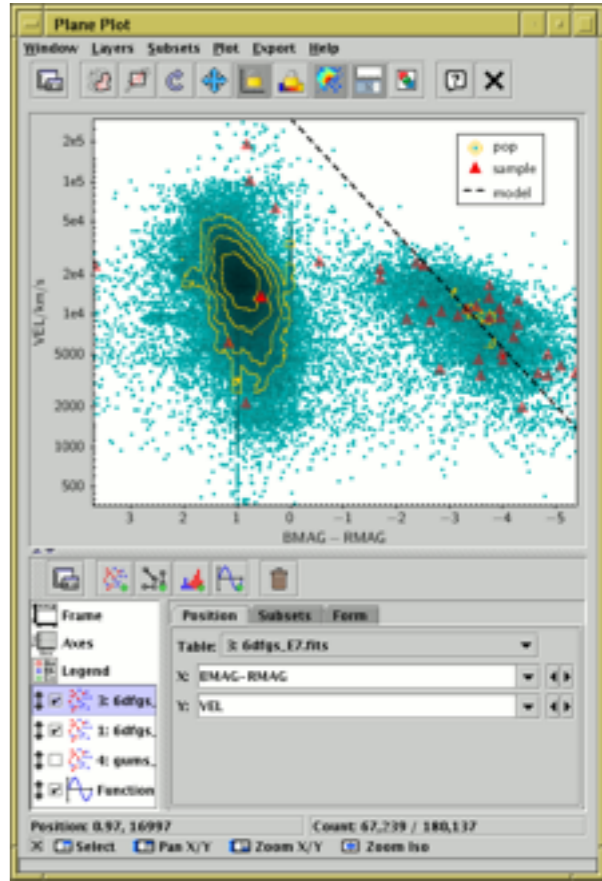 Plane Plot
Window Layers Subsets Plot Export Help
2e5
1e5
5e4
2e4
1e4
5000
2000
1000
500
VEL/km/s
pop
sample
model
3 2 1 0 −1 −2 −3 −4 −5
BMAG − RMAG
Frame
Axes
Legend
3: 6dfgs_
1: 6dfgs_
4: gums_
Function
Position Subsets Form
Table: 3: 6dfgs_E7.fits
X: BMAG-RMAG
Y: VEL
Position: 0.97, 16997 Count: 67,239 / 180,137
Select Pan X/Y Zoom X/Y Zoom Iso